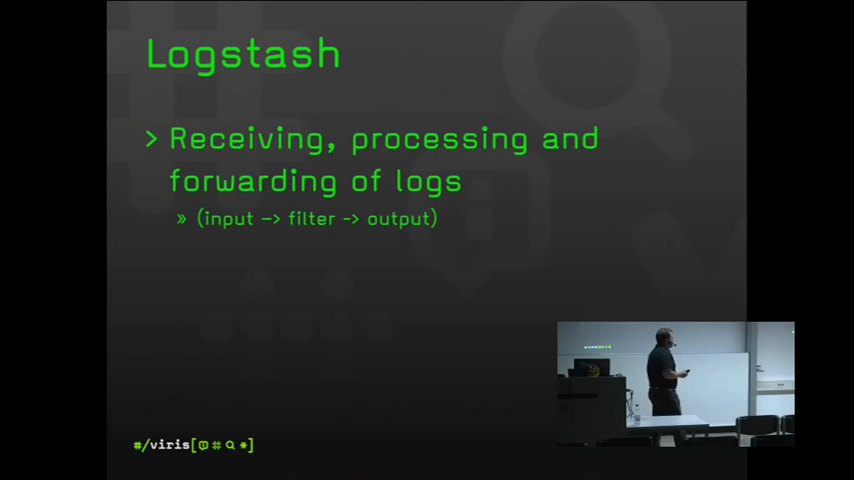 Logstash
> Receiving, processing and
forwarding of logs
» (input -> filter -> output)
#/viris[